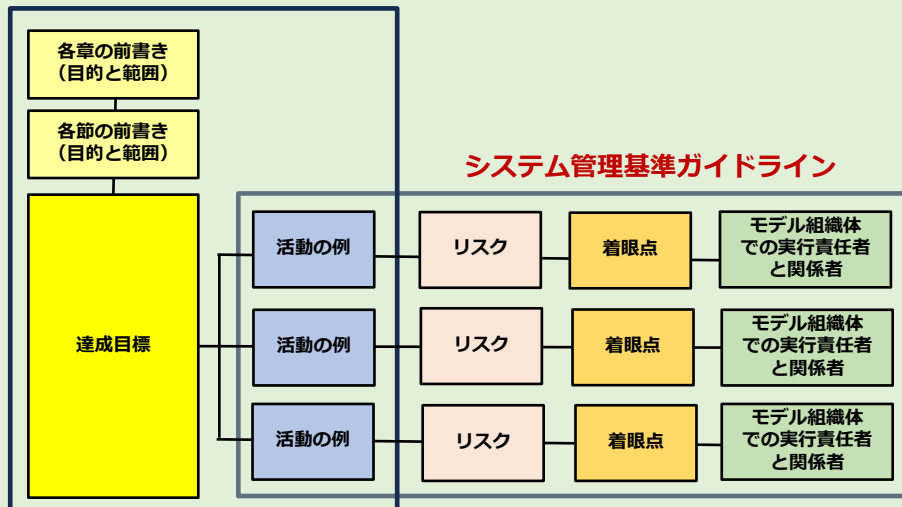 各章の前書き
（目的と範囲）
各節の前書き
（目的と範囲）
システム管理基準ガイドライン
達成目標
活動の例
リスク
着眼点
モデル組織体
での実行責任者
と関係者
活動の例
リスク
着眼点
モデル組織体
での実行責任者
と関係者
活動の例
リスク
着眼点
モデル組織体
での実行責任者
と関係者